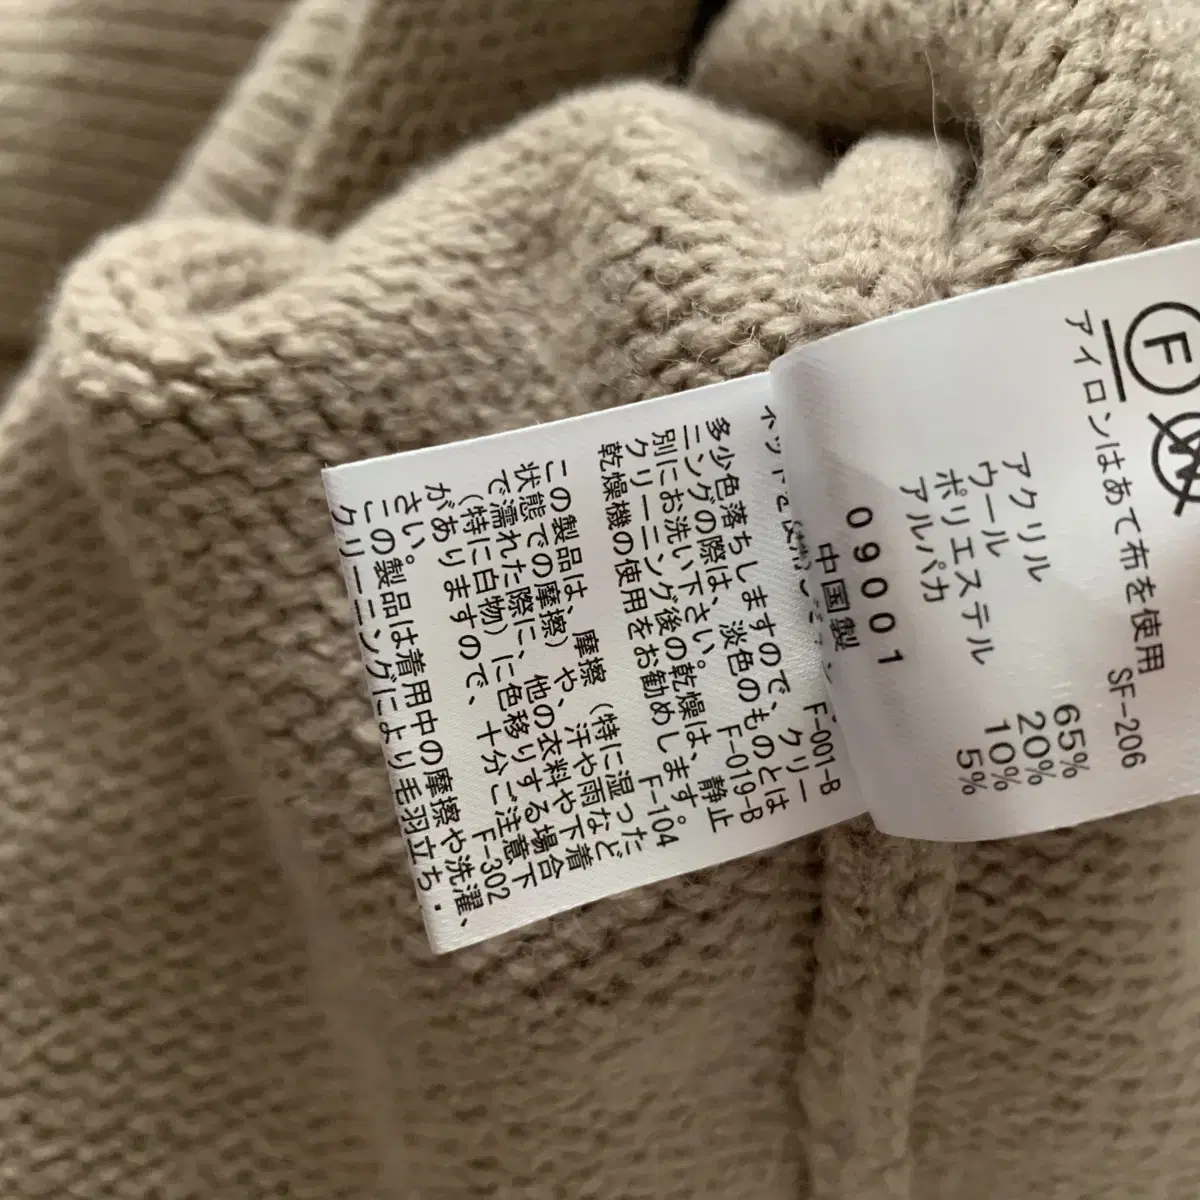 F
アイロンはあて布を使用
SF-206
アクリル 65%
ウール 20%
ポリエステル 10%
アルパカ 5%
09001
中国製
F-001-B
多少色落ちしますので、クリー
ニングの際は、淡色のものとは
別にお洗い下さい。 F-019-B
クリーニング後の乾燥は、静止
乾燥機の使用をお勧めします。
F-104
この製品は、摩擦（特に湿った
状態での摩擦）や、汗や雨など
で濡れた際に、他の衣料や下着
（特に白物）に色移りする場合
がありますので、十分ご注意下
さい。 F-302
この製品は着用中の摩擦や洗濯、
クリーニングにより毛羽立ち・